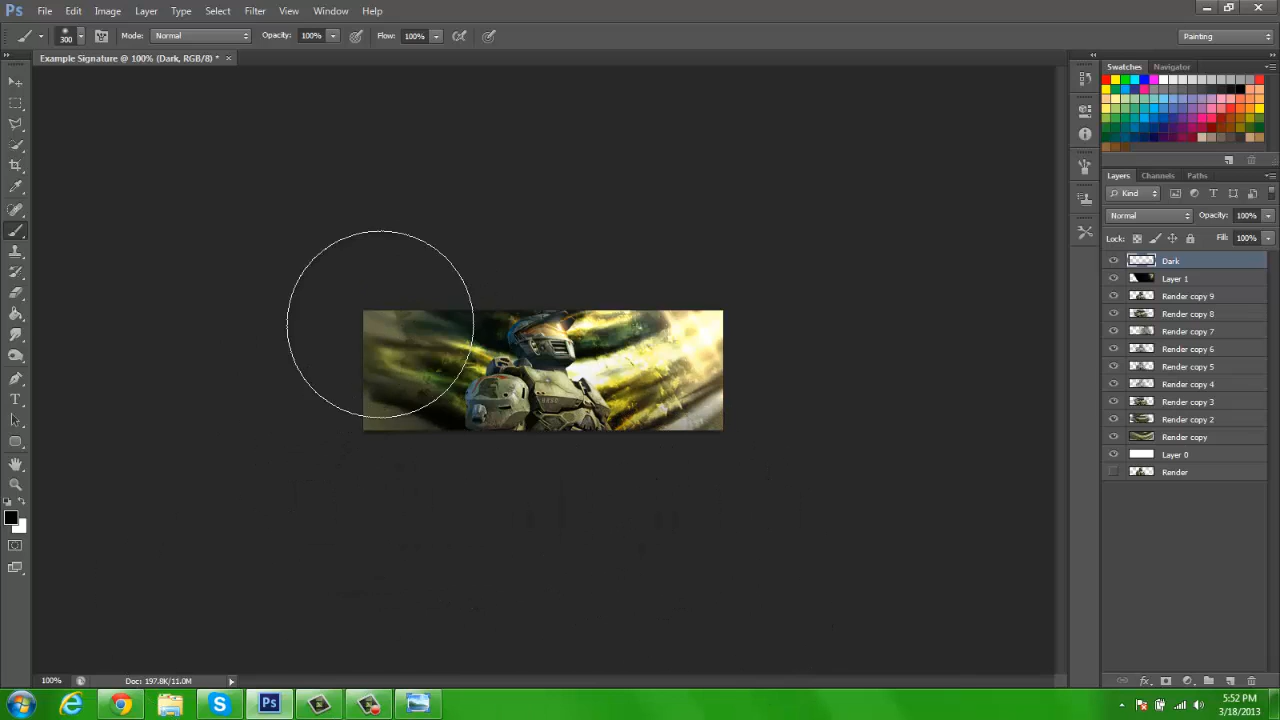 Ps File Edit Image Layer Type Select Filter View Window Help
300 Mode: Normal Opacity: 100% Flow: 100% Painting
Example Signature @ 100% (Dark, RGB/8) * ×
Swatches Navigator
Layers Channels Paths
Kind
Normal Opacity: 100%
Lock: Fill: 100%
Dark
Layer 1
Render copy 9
Render copy 8
Render copy 7
Render copy 6
Render copy 5
Render copy 4
Render copy 3
Render copy 2
Render copy
Layer 0
Render
100% Doc: 197.8K/11.0M
Ps
5:52 PM
3/18/2013